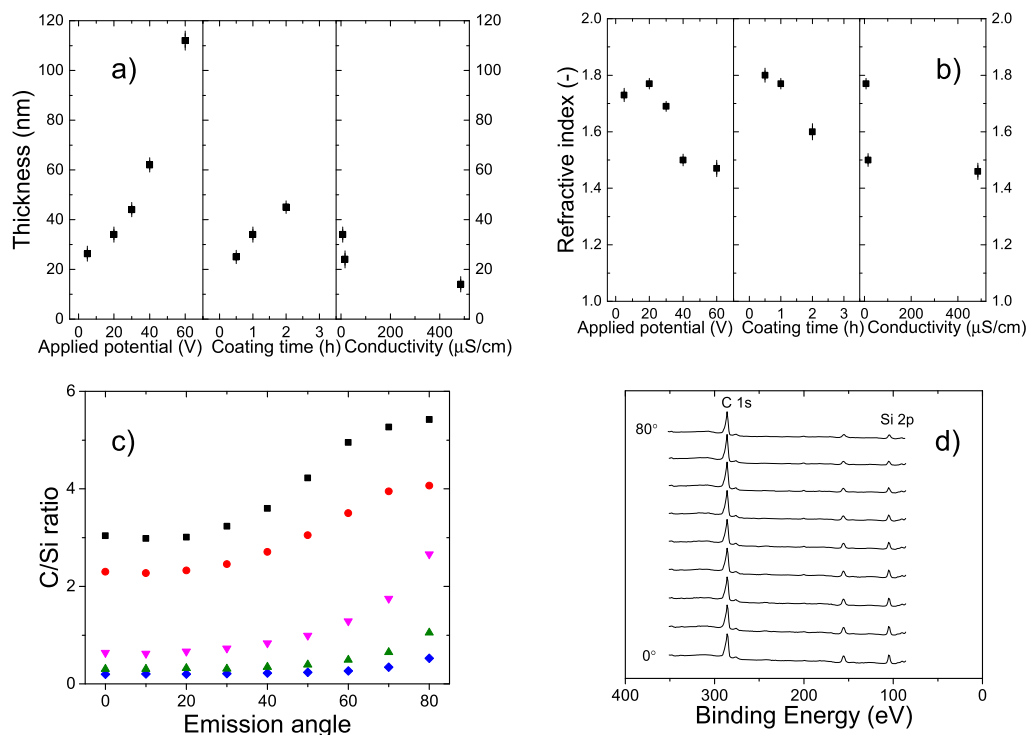 a)
Thickness (nm)
0 20 40 60 80 100 120
0 20 40 60 80 100 120
0 20 40 60 0 1 2 3 0 200 400
Applied potential (V) Coating time (h) Conductivity (μS/cm)
b)
Refractive index (-)
1.0 1.2 1.4 1.6 1.8 2.0
1.0 1.2 1.4 1.6 1.8 2.0
0 20 40 60 0 1 2 3 0 200 400
Applied potential (V) Coating time (h) Conductivity (μS/cm)
c)
C/Si ratio
0 2 4 6
0 20 40 60 80
Emission angle
d)
C 1s
Si 2p
80°
0°
400 300 200 100 0
Binding Energy (eV)